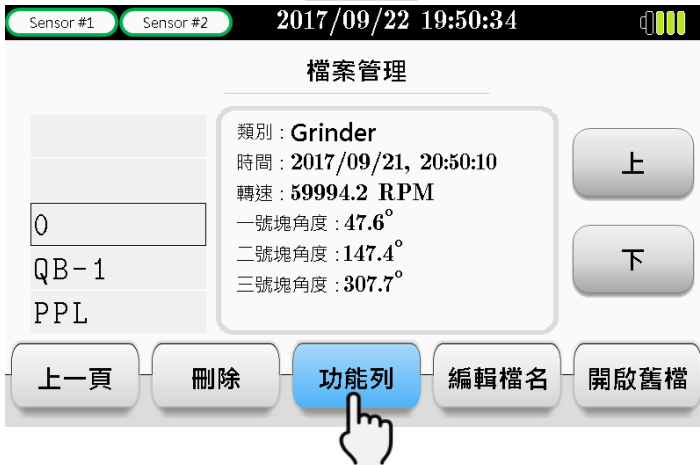 Sensor #1 Sensor #2 2017/09/22 19:50:34
檔案管理
類別 : Grinder
時間 : 2017/09/21, 20:50:10
轉速 : 59994.2 RPM
一號塊角度 : 47.6°
二號塊角度 : 147.4°
三號塊角度 : 307.7°
0
QB-1
PPL
上
下
上一頁 刪除 功能列 編輯檔名 開啟舊檔